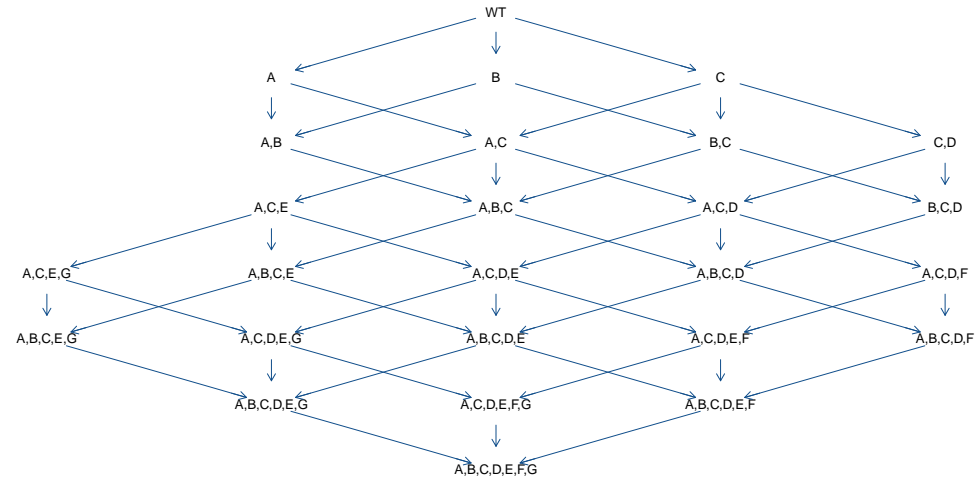 WT
A B C
A,B A,C B,C C,D
A,C,E A,B,C A,C,D B,C,D
A,C,E,G A,B,C,E A,C,D,E A,B,C,D A,C,D,F
A,B,C,E,G A,C,D,E,G A,B,C,D,E A,C,D,E,F A,B,C,D,F
A,B,C,D,E,G A,C,D,E,F,G A,B,C,D,E,F
A,B,C,D,E,F,G